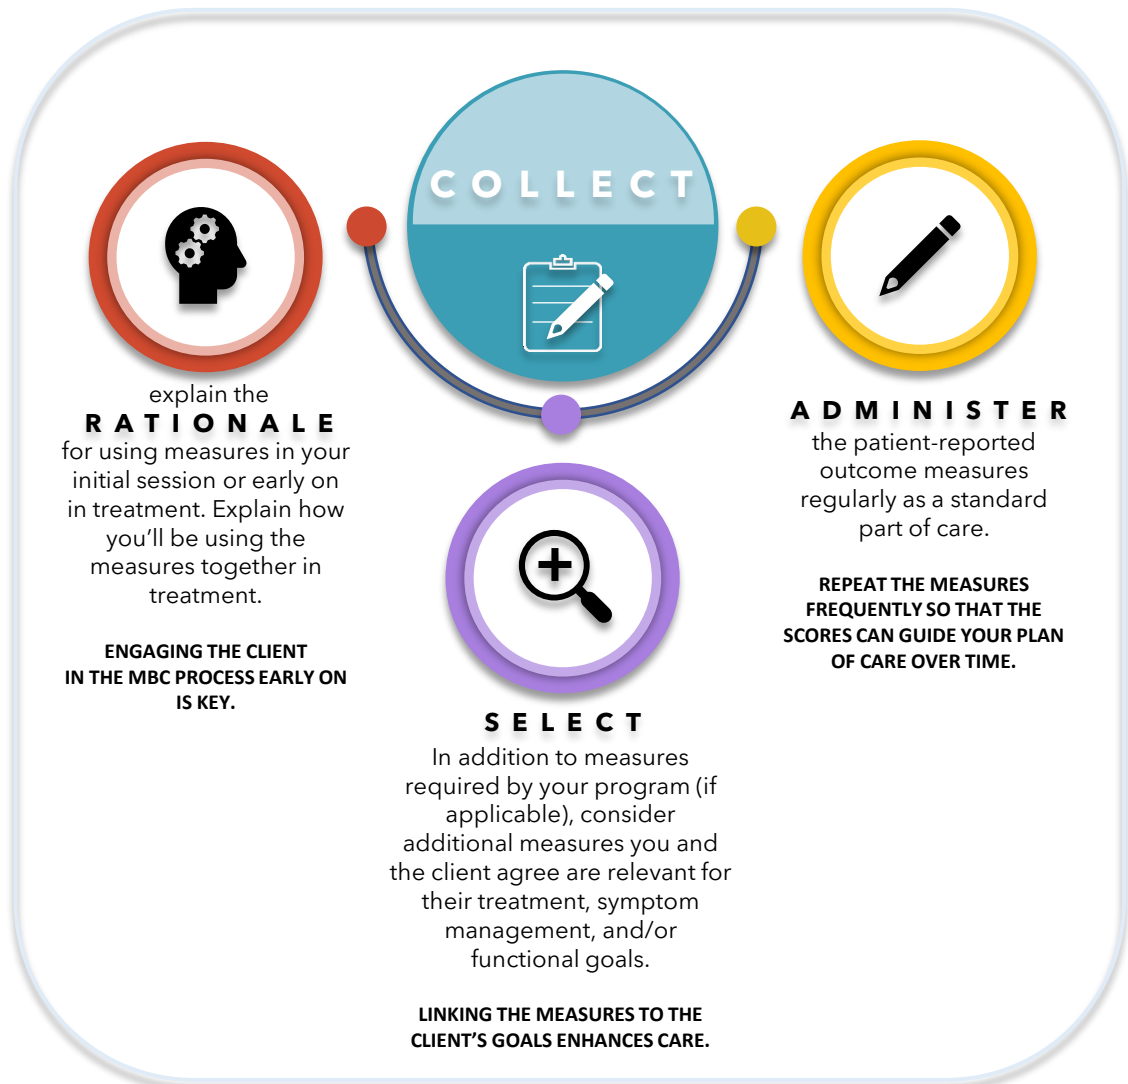 COLLECT
explain the
RATIONALE
for using measures in your
initial session or early on
in treatment. Explain how
you'll be using the
measures together in
treatment.
ENGAGING THE CLIENT
IN THE MBC PROCESS EARLY ON
IS KEY.
SELECT
In addition to measures
required by your program (if
applicable), consider
additional measures you and
the client agree are relevant for
their treatment, symptom
management, and/or
functional goals.
LINKING THE MEASURES TO THE
CLIENT'S GOALS ENHANCES CARE.
ADMINISTER
the patient-reported
outcome measures
regularly as a standard
part of care.
REPEAT THE MEASURES
FREQUENTLY SO THAT THE
SCORES CAN GUIDE YOUR PLAN
OF CARE OVER TIME.